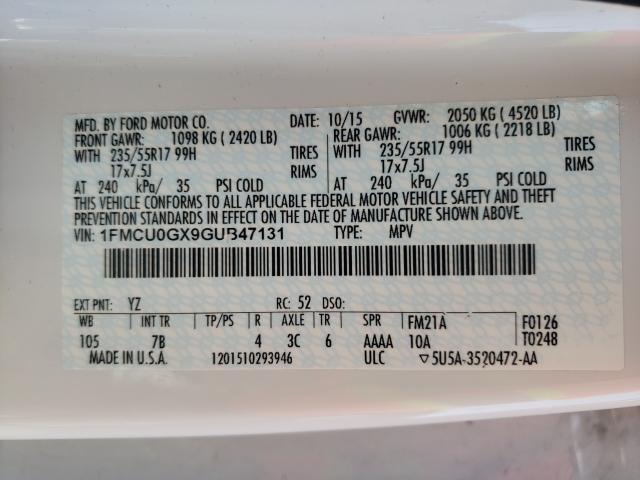 MFD. BY FORD MOTOR CO. DATE: 10/15 GVWR: 2050 KG ( 4520 LB)
FRONT GAWR: 1098 KG ( 2420 LB) REAR GAWR: 1006 KG ( 2218 LB)
WITH 235/55R17 99H TIRES WITH 235/55R17 99H TIRES
17x7.5J RIMS 17x7.5J RIMS
AT 240 kPa/ 35 PSI COLD AT 240 kPa/ 35 PSI COLD
THIS VEHICLE CONFORMS TO ALL APPLICABLE FEDERAL MOTOR VEHICLE SAFETY AND THEFT
PREVENTION STANDARDS IN EFFECT ON THE DATE OF MANUFACTURE SHOWN ABOVE.
VIN: 1FMCU0GX9GUB47131 TYPE: MPV
EXT PNT: YZ RC: 52 DSO:
WB INT TR TP/PS R AXLE TR SPR FM21A F0126
105 7B 4 3C 6 AAAA 10A T0248
MADE IN U.S.A. 1201510293946 ULC ▽5U5A-3520472-AA